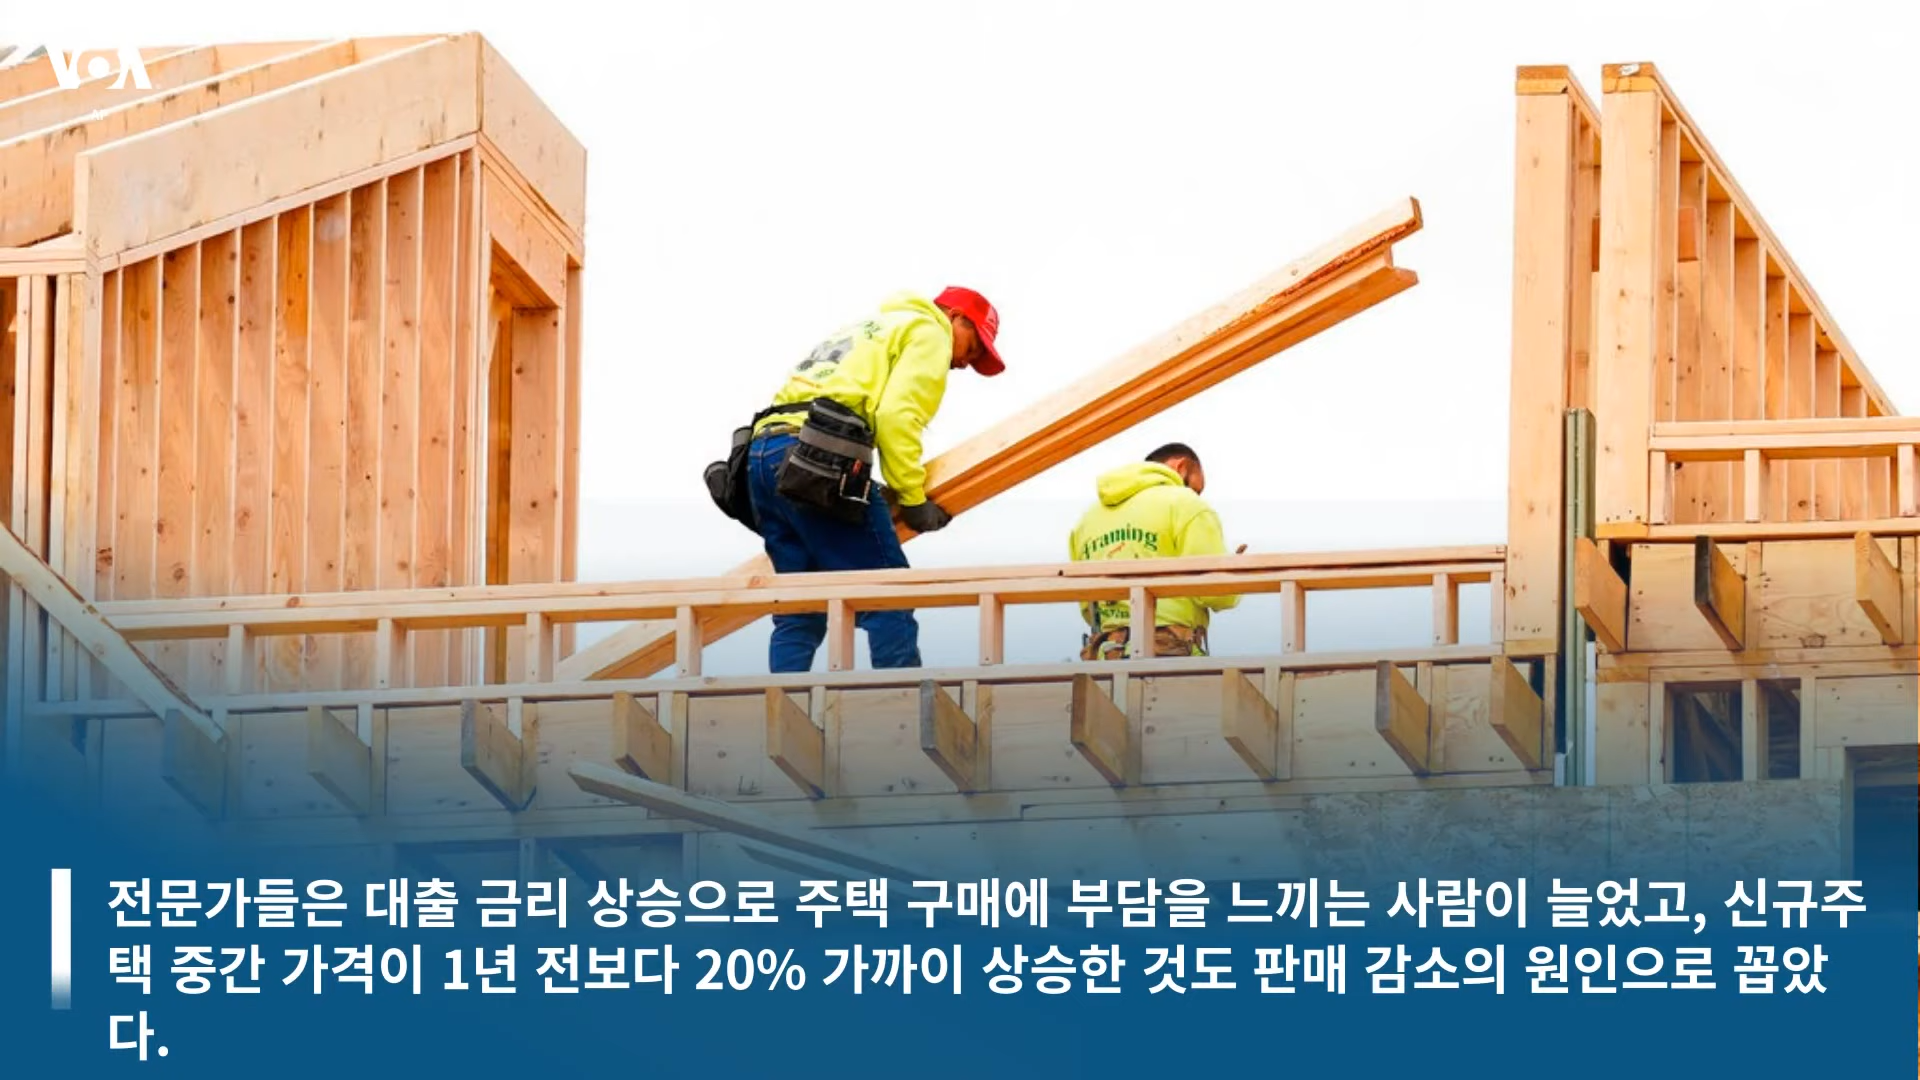 VOA
AP
Framing
전문가들은 대출 금리 상승으로 주택 구매에 부담을 느끼는 사람이 늘었고, 신규주
택 중간 가격이 1년 전보다 20% 가까이 상승한 것도 판매 감소의 원인으로 꼽았
다.